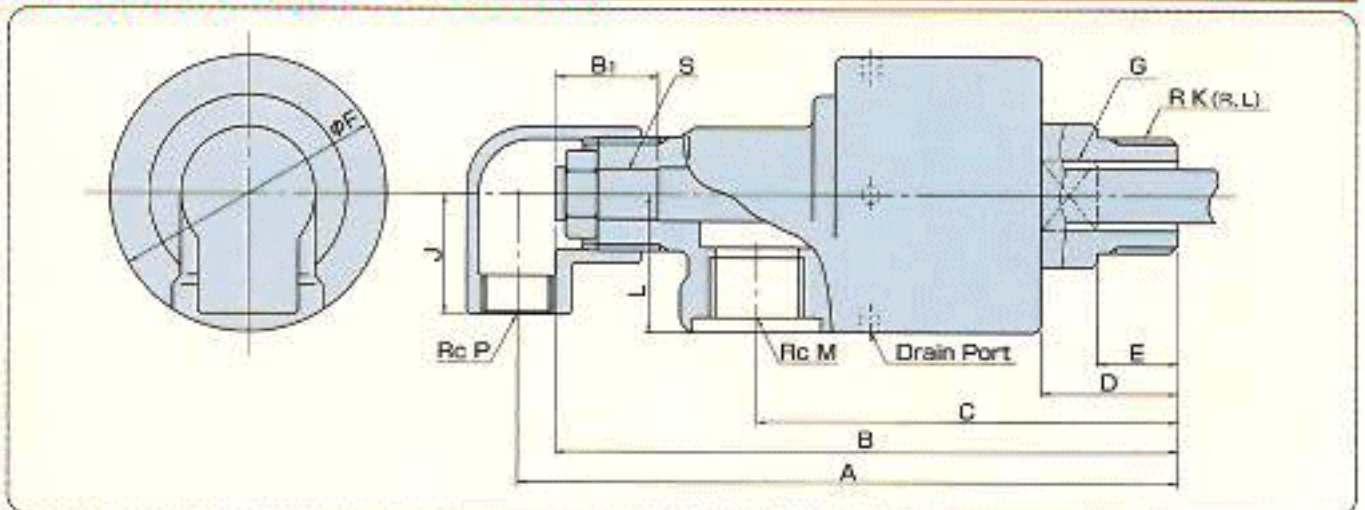 B1
S
G
R K (R, L)
φF
J
L
Rc P
Rc M
Drain Port
E
D
C
B
A